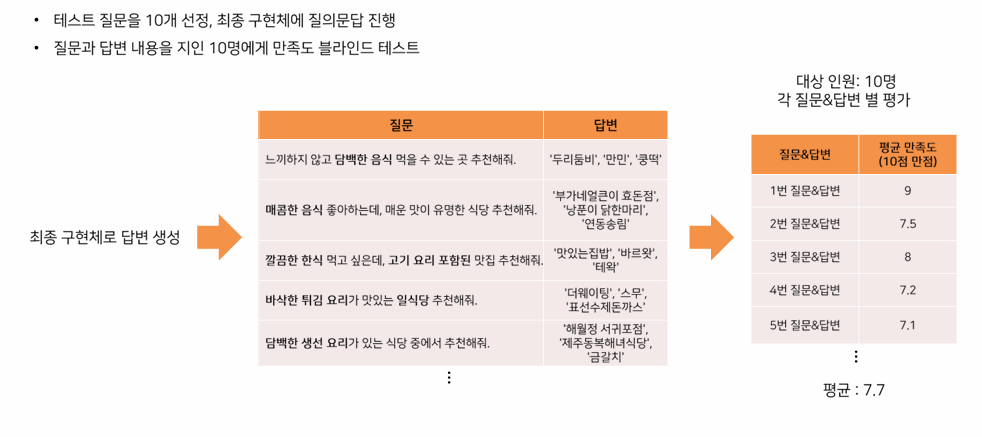 • 테스트 질문을 10개 선정, 최종 구현체에 질의문답 진행
• 질문과 답변 내용을 지인 10명에게 만족도 블라인드 테스트
최종 구현체로 답변 생성
질문 답변
느끼하지 않고 담백한 음식 먹을 수 있는 곳 추천해줘. '두리둠비', '만민', '쿵떡'
매콤한 음식 좋아하는데, 매운 맛이 유명한 식당 추천해줘. '부가네얼큰이 효돈점',
'낭푼이 닭한마리',
'연동송림'
깔끔한 한식 먹고 싶은데, 고기 요리 포함된 맛집 추천해줘. '맛있는집밥', '바르왓',
'테왁'
바삭한 튀김 요리가 맛있는 일식당 추천해줘. '더웨이팅', '스무',
'표선수제돈까스'
담백한 생선 요리가 있는 식당 중에서 추천해줘. '해월정 서귀포점',
'제주동복해녀식당',
'금갈치'
대상 인원: 10명
각 질문&답변 별 평가
질문&답변 평균 만족도
(10점 만점)
1번 질문&답변 9
2번 질문&답변 7.5
3번 질문&답변 8
4번 질문&답변 7.2
5번 질문&답변 7.1
평균 : 7.7